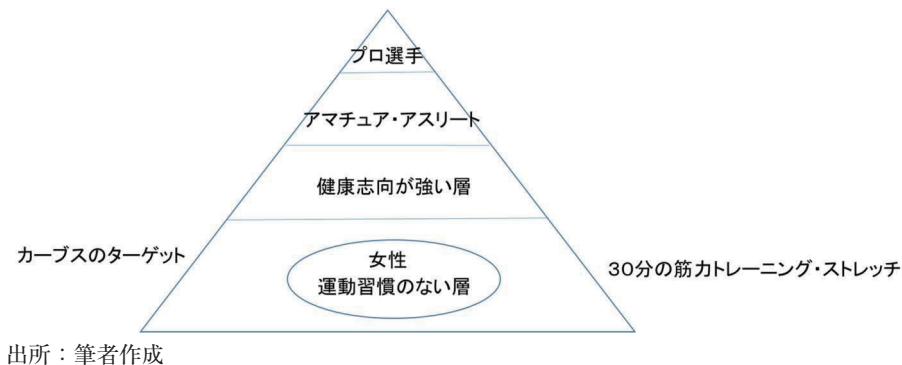 プロ選手
アマチュア・アスリート
健康志向が強い層
カーブスのターゲット
女性
運動習慣のない層
30分の筋力トレーニング・ストレッチ
出所：筆者作成